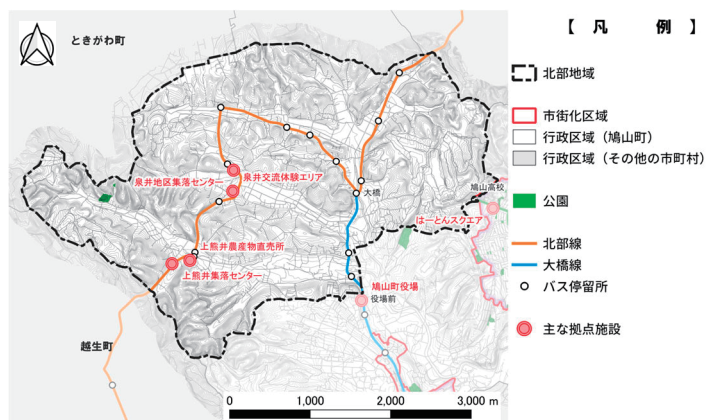 ときがわ町
泉井交流体験エリア
泉井地区集落センター
大橋
鳩山高校
はーとんスクエア
上熊井農産物直売所
上熊井集落センター
鳩山町役場
役場前
越生町
0 1,000 2,000 3,000 m
【 凡 例 】
北部地域
市街化区域
行政区域（鳩山町）
行政区域（その他の市町村）
公園
北部線
大橋線
バス停留所
主な拠点施設